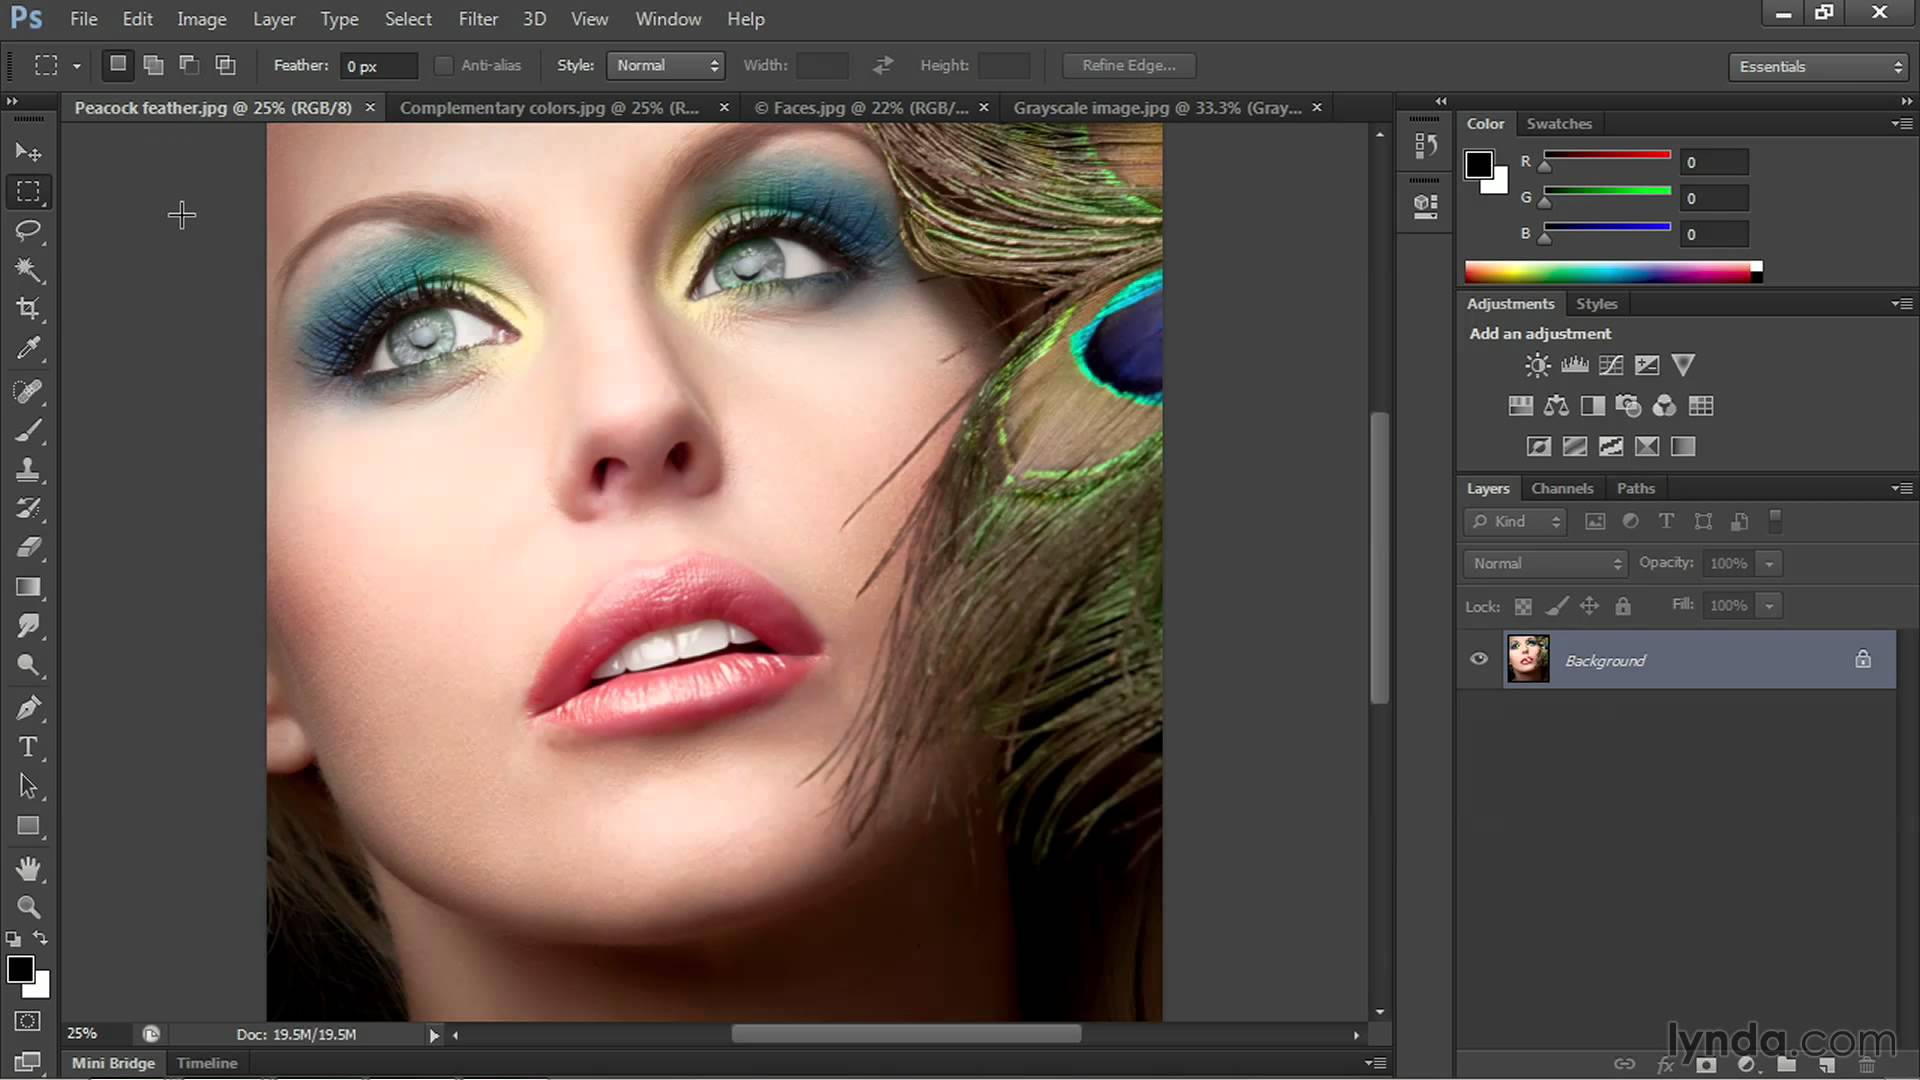 Ps File Edit Image Layer Type Select Filter 3D View Window Help
Feather: 0 px Anti-alias Style: Normal Width: Height: Refine Edge... Essentials
Peacock feather.jpg @ 25% (RGB/8) × Complementary colors.jpg @ 25% (R... × © Faces.jpg @ 22% (RGB/... × Grayscale image.jpg @ 33.3% (Gray... ×
Color Swatches
R 0
G 0
B 0
Adjustments Styles
Add an adjustment
Layers Channels Paths
Kind
Normal Opacity: 100%
Lock: Fill: 100%
Background
25% Doc: 19.5M/19.5M
Mini Bridge Timeline
lynda.com
fx